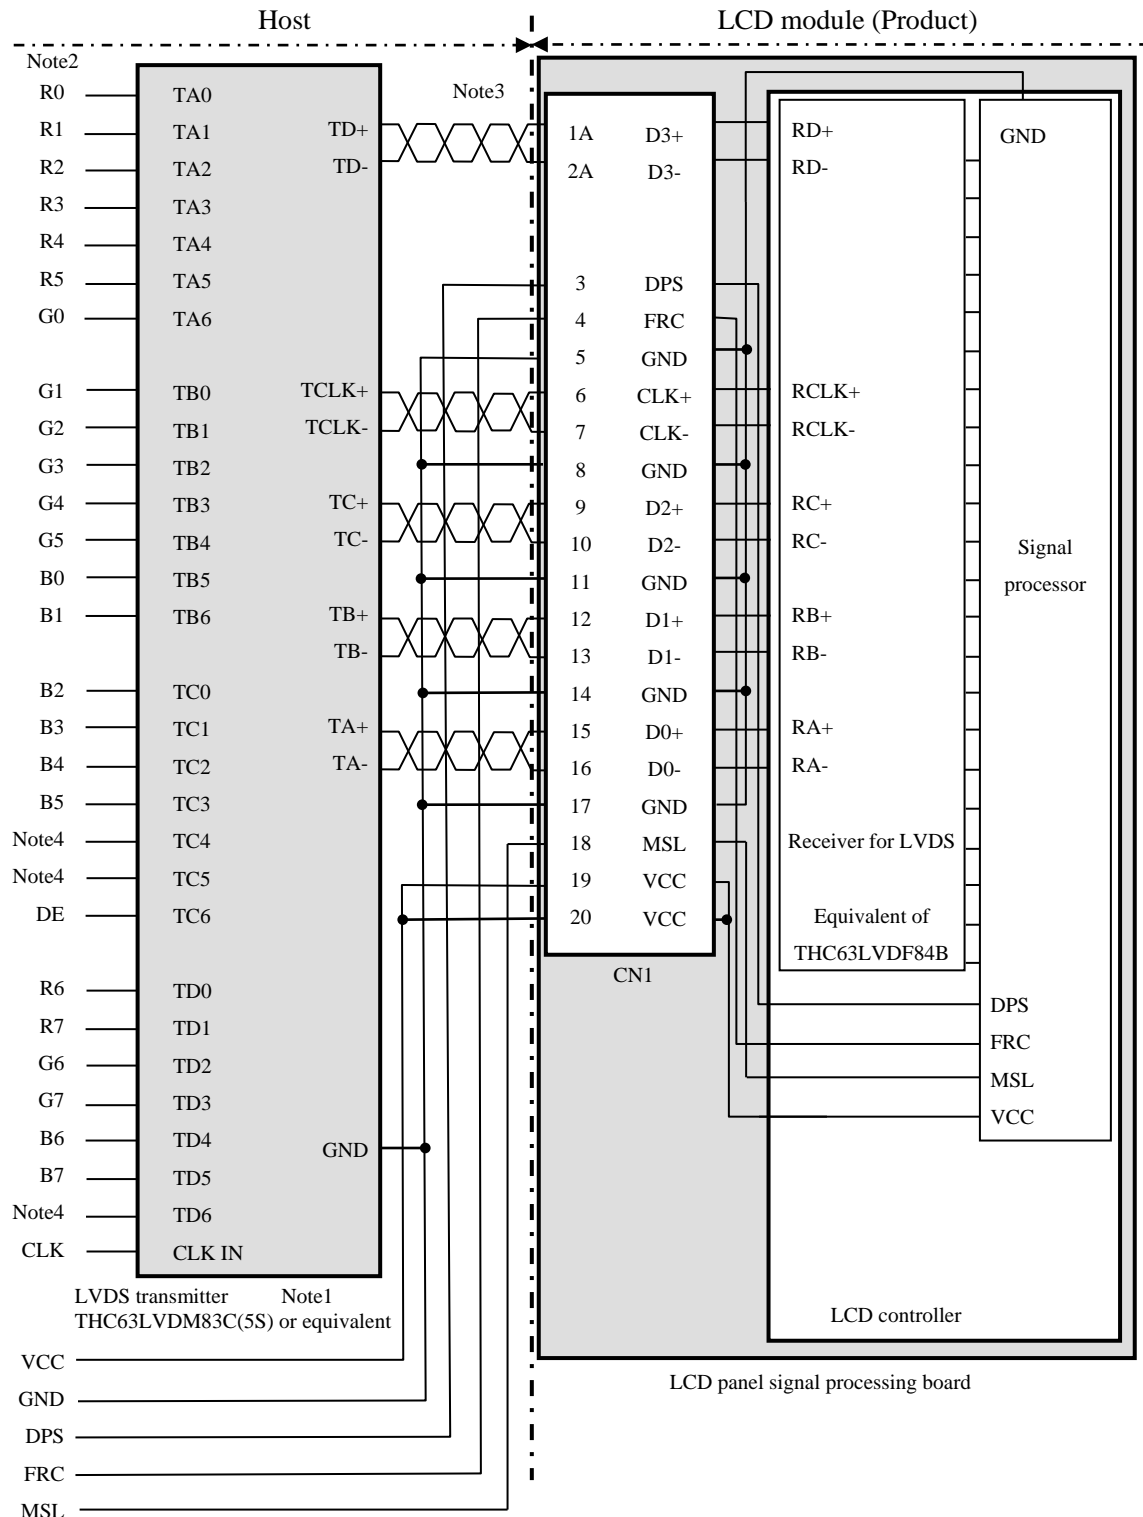 Host
LCD module (Product)
Note2
Note3
R0 TA0
R1 TA1 TD+ 1A D3+ RD+ GND
R2 TA2 TD- 2A D3- RD-
R3 TA3
R4 TA4
R5 TA5 3 DPS
G0 TA6 4 FRC
5 GND
G1 TB0 TCLK+ 6 CLK+ RCLK+
G2 TB1 TCLK- 7 CLK- RCLK-
G3 TB2 8 GND
G4 TB3 TC+ 9 D2+ RC+
G5 TB4 TC- 10 D2- RC- Signal
B0 TB5 11 GND processor
B1 TB6 TB+ 12 D1+ RB+
TB- 13 D1- RB-
B2 TC0 14 GND
B3 TC1 TA+ 15 D0+ RA+
B4 TC2 TA- 16 D0- RA-
B5 TC3 17 GND
Note4 TC4 18 MSL Receiver for LVDS
Note4 TC5 19 VCC
DE TC6 20 VCC Equivalent of
THC63LVDF84B
CN1
R6 TD0 DPS
R7 TD1 FRC
G6 TD2 MSL
G7 TD3 VCC
B6 TD4 GND
B7 TD5
Note4 TD6
CLK CLK IN
LVDS transmitter Note1
THC63LVDM83C(5S) or equivalent
LCD controller
VCC
LCD panel signal processing board
GND
DPS
FRC
MSL